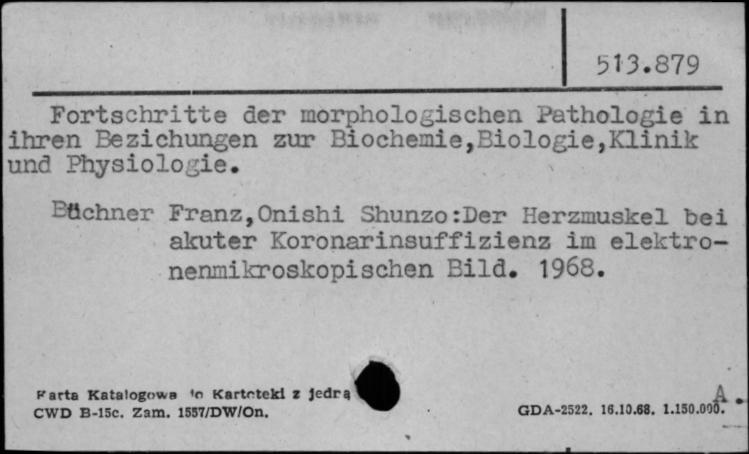 513.879
Fortschritte der morphologischen Pathologie in
ihren Bezichungen zur Biochemie,Biologie,Klinik
und Physiologie.
Büchner Franz,Onishi Shunzo:Der Herzmuskel bei
akuter Koronarinsuffizienz im elektro-
nenmikroskopischen Bild. 1968.
Karta Katalogowa do Kartoteki z jedrą
CWD B-15c. Zam. 1557/DW/On.
GDA-2522. 16.10.68. 1.150.000.
A.